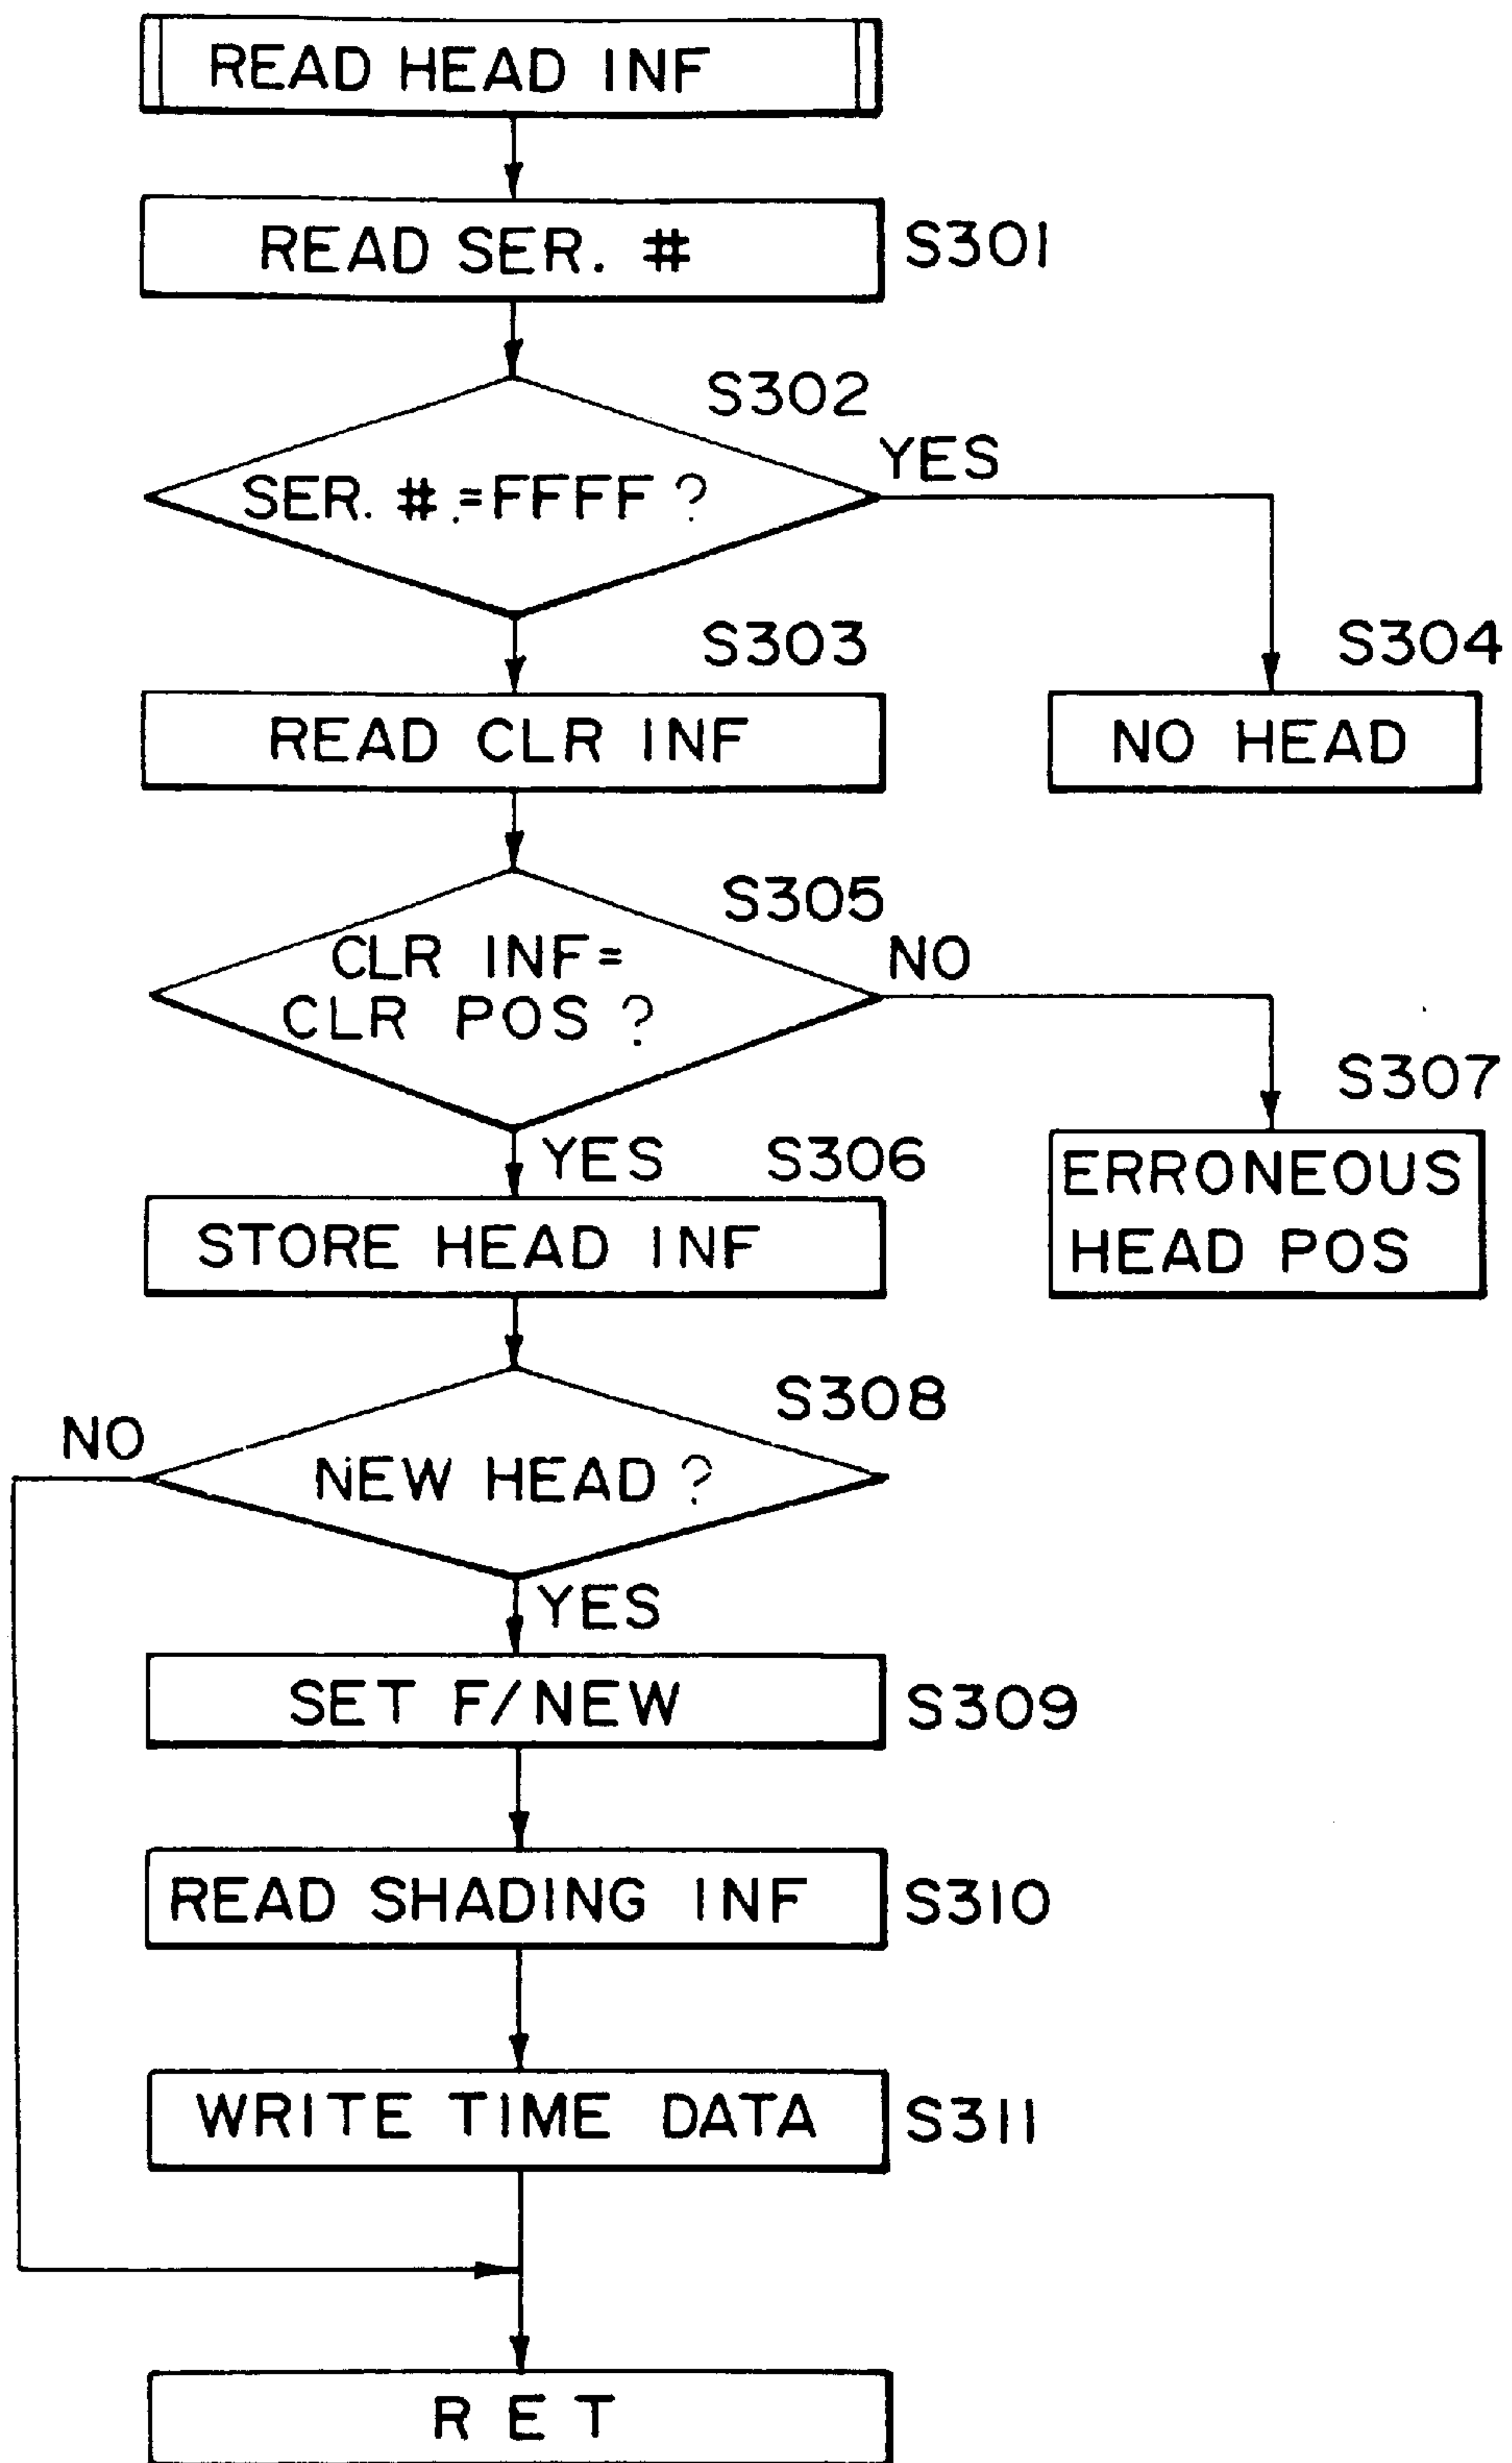 READ HEAD INF
READ SER. #
S301
S302
SER. #.=FFFF ?
YES
S303
READ CLR INF
S304
NO HEAD
S305
CLR INF=
CLR POS ?
NO
S307
ERRONEOUS
HEAD POS
YES
S306
STORE HEAD INF
S308
NO
NEW HEAD ?
YES
SET F/NEW
S309
READ SHADING INF
S310
WRITE TIME DATA
S311
RET